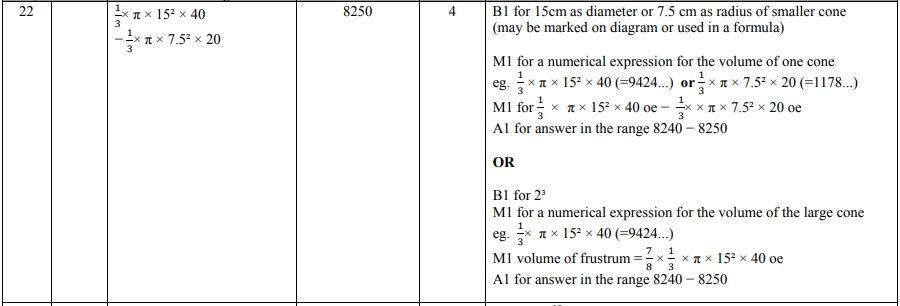 22
1/3 × π × 15² × 40
− 1/3 × π × 7.5² × 20
8250
4
B1 for 15cm as diameter or 7.5 cm as radius of smaller cone
(may be marked on diagram or used in a formula)
M1 for a numerical expression for the volume of one cone
eg. 1/3 × π × 15² × 40 (=9424...) or 1/3 × π × 7.5² × 20 (=1178...)
M1 for 1/3 × π × 15² × 40 oe − 1/3 × × π × 7.5² × 20 oe
A1 for answer in the range 8240 – 8250
OR
B1 for 2³
M1 for a numerical expression for the volume of the large cone
eg. 1/3 × π × 15² × 40 (=9424...)
M1 volume of frustrum = 7/8 × 1/3 × π × 15² × 40 oe
A1 for answer in the range 8240 – 8250